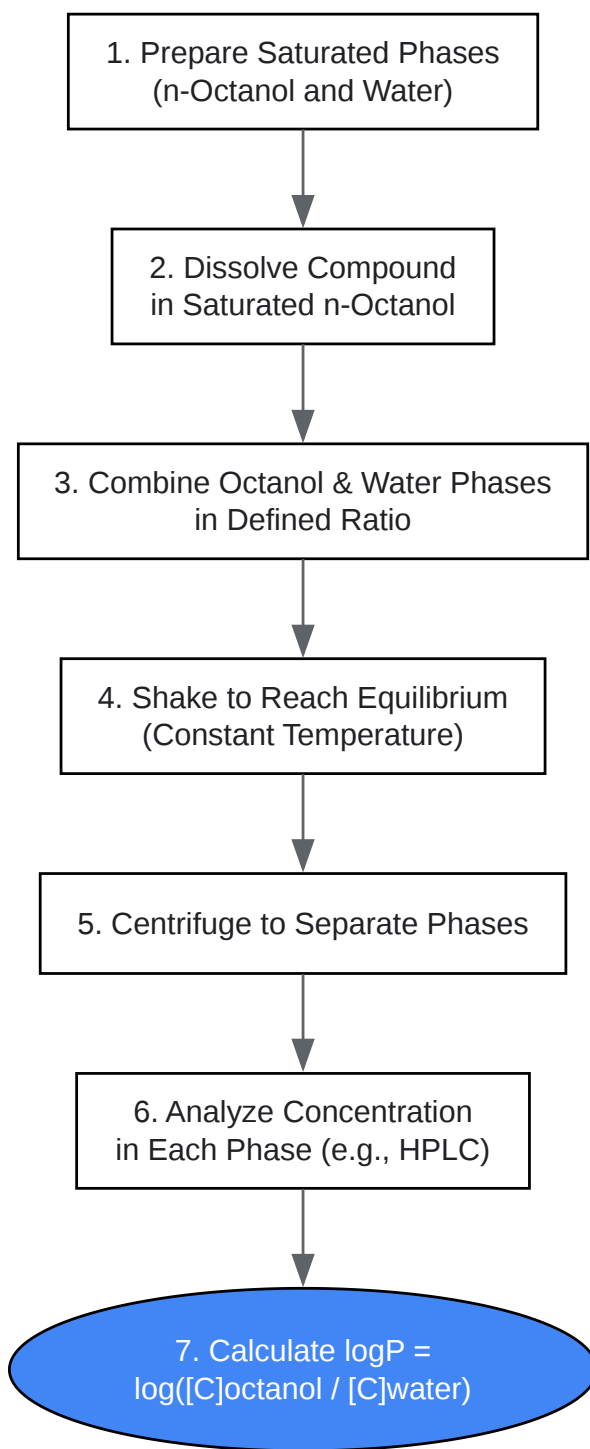 1. Prepare Saturated Phases
(n-Octanol and Water)
2. Dissolve Compound
in Saturated n-Octanol
3. Combine Octanol & Water Phases
in Defined Ratio
4. Shake to Reach Equilibrium
(Constant Temperature)
5. Centrifuge to Separate Phases
6. Analyze Concentration
in Each Phase (e.g., HPLC)
7. Calculate logP =
log([C]octanol / [C]water)